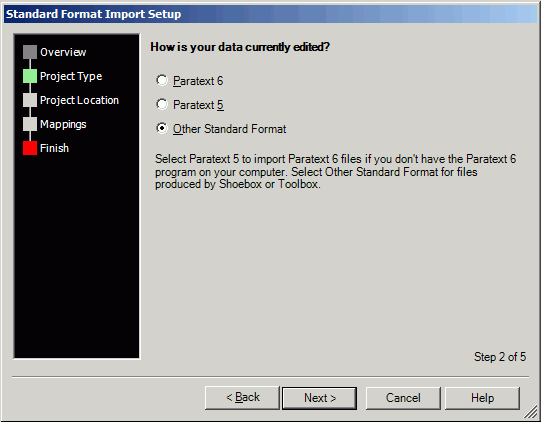 Standard Format Import Setup
Overview
Project Type
Project Location
Mappings
Finish
How is your data currently edited?
Paratext 6
Paratext 5
Other Standard Format
Select Paratext 5 to import Paratext 6 files if you don't have the Paratext 6
program on your computer. Select Other Standard Format for files
produced by Shoebox or Toolbox.
Step 2 of 5
< Back
Next >
Cancel
Help